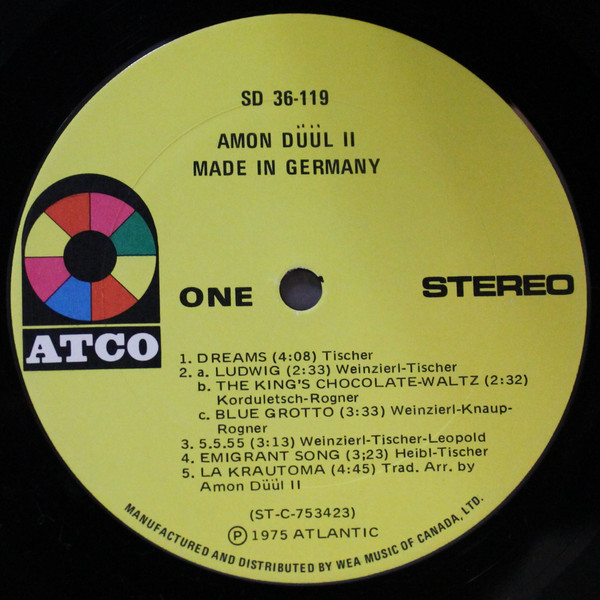 SD 36-119
AMON DÜÜL II
MADE IN GERMANY
ATCO
ONE
STEREO
1. DREAMS (4:08) Tischer
2. a. LUDWIG (2:33) Weinzierl-Tischer
b. THE KING'S CHOCOLATE-WALTZ (2:32)
Korduletsch-Rogner
c. BLUE GROTTO (3:33) Weinzierl-Knaup-
Rogner
3. 5.5.55 (3:13) Weinzierl-Tischer-Leopold
4. EMIGRANT SONG (3;23) Heibl-Tischer
5. LA KRAUTOMA (4:45) Trad. Arr. by
Amon Düül II
(ST-C-753423)
℗ 1975 ATLANTIC
MANUFACTURED AND DISTRIBUTED BY WEA MUSIC OF CANADA, LTD.